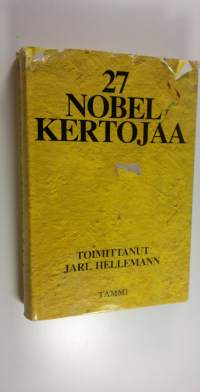 27
NOBEL
KERTOJAA
TOIMITTANUT
JARL HELLEMANN
TAMMI